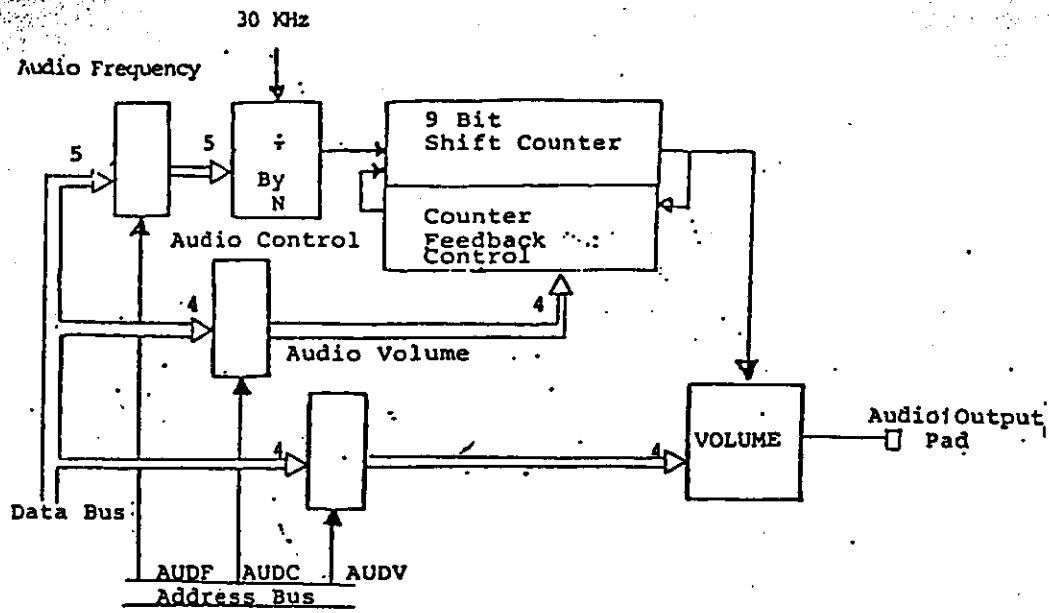 30 KHz
Audio Frequency
5
5
÷
By
N
9 Bit
Shift Counter
Counter
Feedback
Control
Audio Control
4
4
Audio Volume
4
VOLUME
4
Audio Output
Pad
Data Bus
AUDF AUDC AUDV
Address Bus